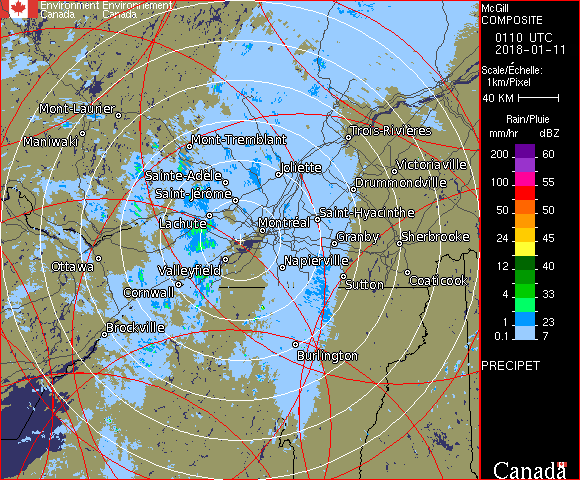 Environment Environnement
Canada Canada
McGill
COMPOSITE
0110 UTC
2018-01-11
Scale/Échelle:
1km/Pixel
40 KM
Rain/Pluie
mm/hr dBZ
200 60
150 57
100 55
50 50
24 45
12 40
4 33
1 23
0.1 7
PRECIPET
Canada
Mont-Laurier
Maniwaki
Mont-Tremblant
Trois-Rivières
Sainte-Adèle
Joliette
Victoriaville
Saint-Jérôme
Drummondville
Lachute
Montréal
Saint-Hyacinthe
Granby
Sherbrooke
Ottawa
Valleyfield
Napierville
Cornwall
Sutton
Coaticook
Brockville
Burlington